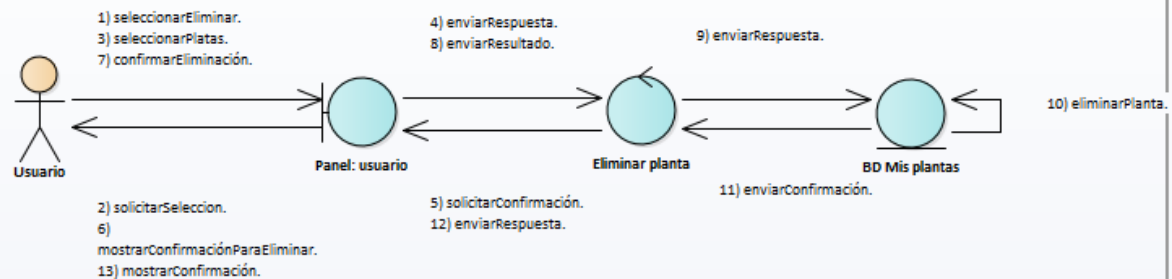 1) seleccionarEliminar.
3) seleccionarPlatas.
7) confirmarEliminación.
4) enviarRespuesta.
8) enviarResultado.
9) enviarRespuesta.
10) eliminarPlanta.
Usuario
Panel: usuario
Eliminar planta
BD Mis plantas
2) solicitarSeleccion.
6)
mostrarConfirmaciónParaEliminar.
13) mostrarConfirmación.
5) solicitarConfirmación.
12) enviarRespuesta.
11) enviarConfirmación.